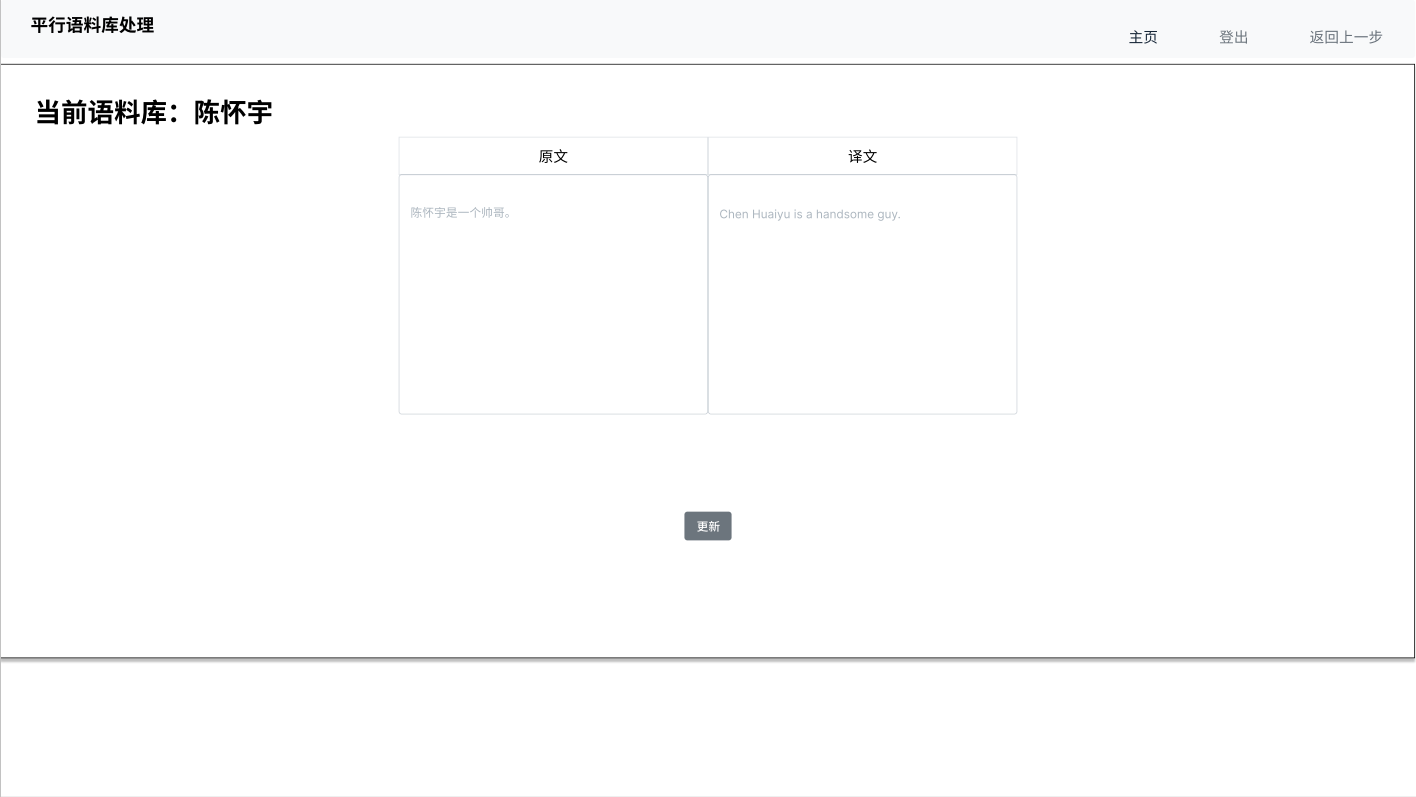 平行语料库处理
主页 登出 返回上一步
当前语料库：陈怀宇
原文 译文
陈怀宇是一个帅哥。 Chen Huaiyu is a handsome guy.
更新